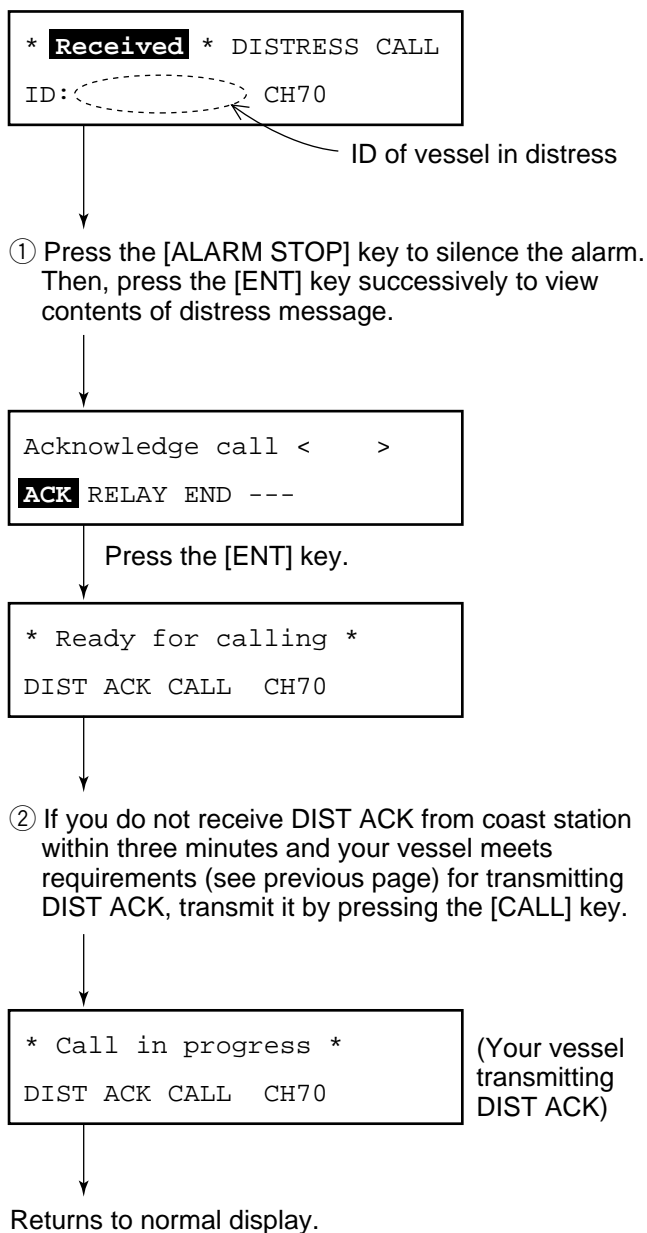 * Received * DISTRESS CALL
ID: CH70
ID of vessel in distress
① Press the [ALARM STOP] key to silence the alarm.
Then, press the [ENT] key successively to view
contents of distress message.
Acknowledge call < >
ACK RELAY END ---
Press the [ENT] key.
* Ready for calling *
DIST ACK CALL CH70
② If you do not receive DIST ACK from coast station
within three minutes and your vessel meets
requirements (see previous page) for transmitting
DIST ACK, transmit it by pressing the [CALL] key.
* Call in progress *
DIST ACK CALL CH70
(Your vessel
transmitting
DIST ACK)
Returns to normal display.